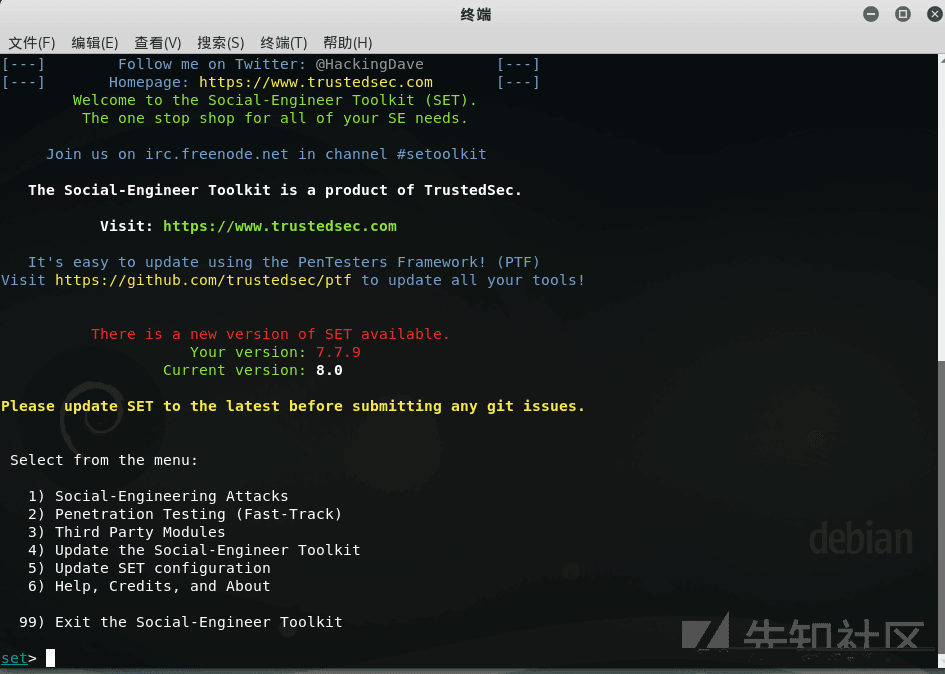 终端
文件(F) 编辑(E) 查看(V) 搜索(S) 终端(T) 帮助(H)
[---] Follow me on Twitter: @HackingDave [---]
[---] Homepage: https://www.trustedsec.com [---]
Welcome to the Social-Engineer Toolkit (SET).
The one stop shop for all of your SE needs.
Join us on irc.freenode.net in channel #setoolkit
The Social-Engineer Toolkit is a product of TrustedSec.
Visit: https://www.trustedsec.com
It's easy to update using the PenTesters Framework! (PTF)
Visit https://github.com/trustedsec/ptf to update all your tools!
There is a new version of SET available.
Your version: 7.7.9
Current version: 8.0
Please update SET to the latest before submitting any git issues.
Select from the menu:
1) Social-Engineering Attacks
2) Penetration Testing (Fast-Track)
3) Third Party Modules
4) Update the Social-Engineer Toolkit
5) Update SET configuration
6) Help, Credits, and About
99) Exit the Social-Engineer Toolkit
set>
debian
先知社区